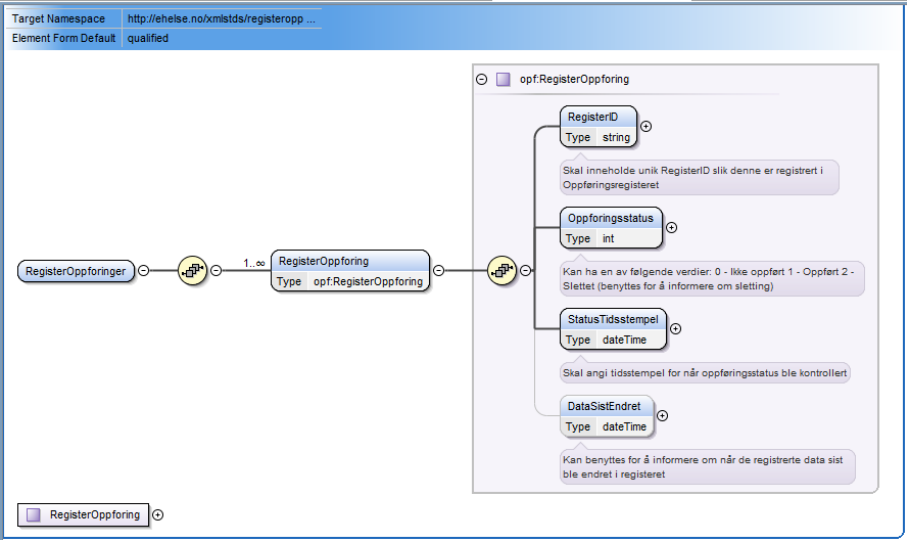 Target Namespace http://ehelse.no/xmlstds/registeropp ...
Element Form Default qualified
opf:RegisterOppforing
RegisterID
Type string
Skal inneholde unik RegisterID slik denne er registrert i
Oppføringsregisteret
Oppforingsstatus
Type int
Kan ha en av følgende verdier: 0 - Ikke oppført 1 - Oppført 2 -
Slettet (benyttes for å informere om sletting)
RegisterOppforinger
1..∞
RegisterOppforing
Type opf:RegisterOppforing
StatusTidsstempel
Type dateTime
Skal angi tidsstempel for når oppføringsstatus ble kontrollert
DataSistEndret
Type dateTime
Kan benyttes for å informere om når de registrerte data sist
ble endret i registeret
RegisterOppforing